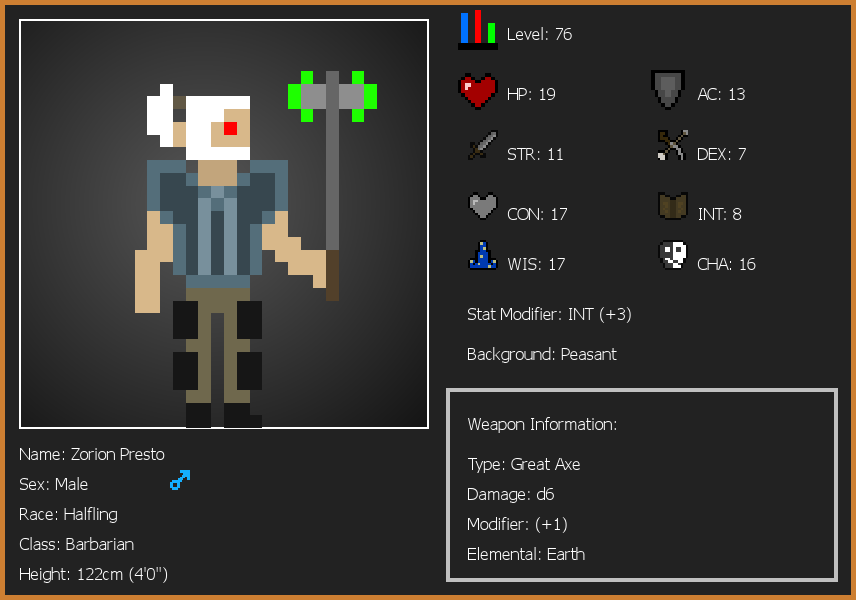 Level: 76
HP: 19
AC: 13
STR: 11
DEX: 7
CON: 17
INT: 8
WIS: 17
CHA: 16
Stat Modifier: INT (+3)
Background: Peasant
Weapon Information:
Type: Great Axe
Damage: d6
Modifier: (+1)
Elemental: Earth
Name: Zorion Presto
Sex: Male
Race: Halfling
Class: Barbarian
Height: 122cm (4'0")